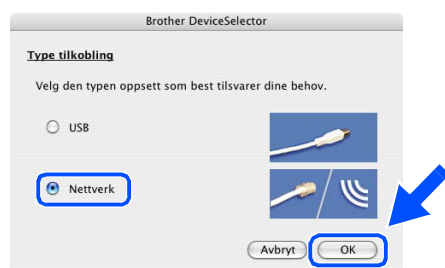 Brother DeviceSelector
Type tilkobling
Velg den typen oppsett som best tilsvarer dine behov.
USB
Nettverk
Avbryt OK